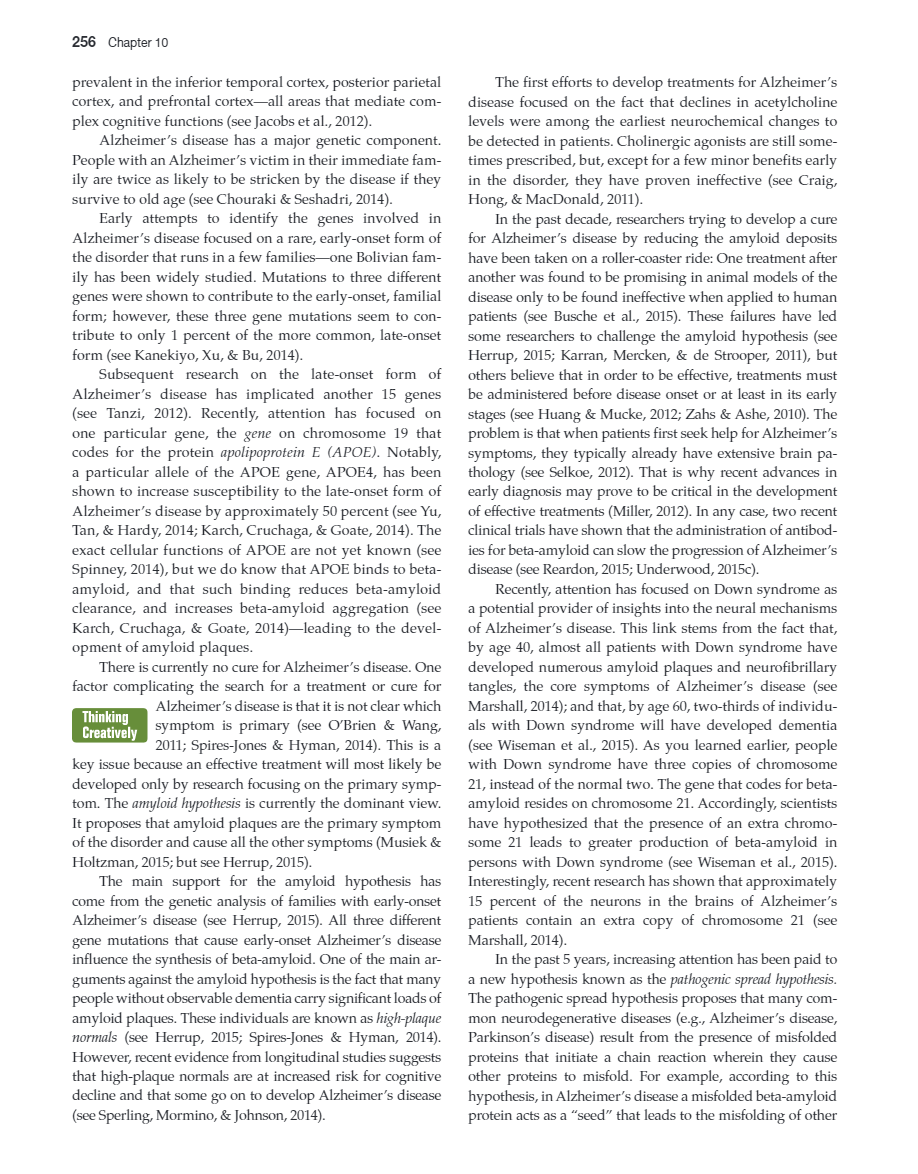 256 Chapter 10
prevalent in the inferior temporal cortex, posterior parietal
cortex, and prefrontal cortex—all areas that mediate com-
plex cognitive functions (see Jacobs et al., 2012).
Alzheimer's disease has a major genetic component.
People with an Alzheimer's victim in their immediate fam-
ily are twice as likely to be stricken by the disease if they
survive to old age (see Chouraki & Seshadri, 2014).
Early attempts to identify the genes involved in
Alzheimer's disease focused on a rare, early-onset form of
the disorder that runs in a few families—one Bolivian fam-
ily has been widely studied. Mutations to three different
genes were shown to contribute to the early-onset, familial
form; however, these three gene mutations seem to con-
tribute to only 1 percent of the more common, late-onset
form (see Kanekiyo, Xu, & Bu, 2014).
Subsequent research on the late-onset form of
Alzheimer's disease has implicated another 15 genes
(see Tanzi, 2012). Recently, attention has focused on
one particular gene, the gene on chromosome 19 that
codes for the protein apolipoprotein E (APOE). Notably,
a particular allele of the APOE gene, APOE4, has been
shown to increase susceptibility to the late-onset form of
Alzheimer's disease by approximately 50 percent (see Yu,
Tan, & Hardy, 2014; Karch, Cruchaga, & Goate, 2014). The
exact cellular functions of APOE are not yet known (see
Spinney, 2014), but we do know that APOE binds to beta-
amyloid, and that such binding reduces beta-amyloid
clearance, and increases beta-amyloid aggregation (see
Karch, Cruchaga, & Goate, 2014)—leading to the devel-
opment of amyloid plaques.
There is currently no cure for Alzheimer's disease. One
factor complicating the search for a treatment or cure for
Thinking
Creatively
Alzheimer's disease is that it is not clear which
symptom is primary (see O'Brien & Wang,
2011; Spires-Jones & Hyman, 2014). This is a
key issue because an effective treatment will most likely be
developed only by research focusing on the primary symp-
tom. The amyloid hypothesis is currently the dominant view.
It proposes that amyloid plaques are the primary symptom
of the disorder and cause all the other symptoms (Musiek &
Holtzman, 2015; but see Herrup, 2015).
The main support for the amyloid hypothesis has
come from the genetic analysis of families with early-onset
Alzheimer's disease (see Herrup, 2015). All three different
gene mutations that cause early-onset Alzheimer's disease
influence the synthesis of beta-amyloid. One of the main ar-
guments against the amyloid hypothesis is the fact that many
people without observable dementia carry significant loads of
amyloid plaques. These individuals are known as high-plaque
normals (see Herrup, 2015; Spires-Jones & Hyman, 2014).
However, recent evidence from longitudinal studies suggests
that high-plaque normals are at increased risk for cognitive
decline and that some go on to develop Alzheimer's disease
(see Sperling, Mormino, & Johnson, 2014).
The first efforts to develop treatments for Alzheimer's
disease focused on the fact that declines in acetylcholine
levels were among the earliest neurochemical changes to
be detected in patients. Cholinergic agonists are still some-
times prescribed, but, except for a few minor benefits early
in the disorder, they have proven ineffective (see Craig,
Hong, & MacDonald, 2011).
In the past decade, researchers trying to develop a cure
for Alzheimer's disease by reducing the amyloid deposits
have been taken on a roller-coaster ride: One treatment after
another was found to be promising in animal models of the
disease only to be found ineffective when applied to human
patients (see Busche et al., 2015). These failures have led
some researchers to challenge the amyloid hypothesis (see
Herrup, 2015; Karran, Mercken, & de Strooper, 2011), but
others believe that in order to be effective, treatments must
be administered before disease onset or at least in its early
stages (see Huang & Mucke, 2012; Zahs & Ashe, 2010). The
problem is that when patients first seek help for Alzheimer's
symptoms, they typically already have extensive brain pa-
thology (see Selkoe, 2012). That is why recent advances in
early diagnosis may prove to be critical in the development
of effective treatments (Miller, 2012). In any case, two recent
clinical trials have shown that the administration of antibod-
ies for beta-amyloid can slow the progression of Alzheimer's
disease (see Reardon, 2015; Underwood, 2015c).
Recently, attention has focused on Down syndrome as
a potential provider of insights into the neural mechanisms
of Alzheimer's disease. This link stems from the fact that,
by age 40, almost all patients with Down syndrome have
developed numerous amyloid plaques and neurofibrillary
tangles, the core symptoms of Alzheimer's disease (see
Marshall, 2014); and that, by age 60, two-thirds of individu-
als with Down syndrome will have developed dementia
(see Wiseman et al., 2015). As you learned earlier, people
with Down syndrome have three copies of chromosome
21, instead of the normal two. The gene that codes for beta-
amyloid resides on chromosome 21. Accordingly, scientists
have hypothesized that the presence of an extra chromo-
some 21 leads to greater production of beta-amyloid in
persons with Down syndrome (see Wiseman et al., 2015).
Interestingly, recent research has shown that approximately
15 percent of the neurons in the brains of Alzheimer's
patients contain an extra copy of chromosome 21 (see
Marshall, 2014).
In the past 5 years, increasing attention has been paid to
a new hypothesis known as the pathogenic spread hypothesis.
The pathogenic spread hypothesis proposes that many com-
mon neurodegenerative diseases (e.g., Alzheimer's disease,
Parkinson's disease) result from the presence of misfolded
proteins that initiate a chain reaction wherein they cause
other proteins to misfold. For example, according to this
hypothesis, in Alzheimer's disease a misfolded beta-amyloid
protein acts as a "seed" that leads to the misfolding of other